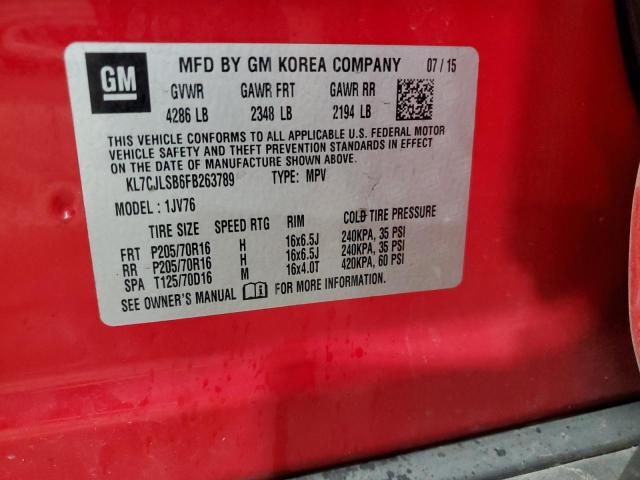 GM MFD BY GM KOREA COMPANY 07/15
GVWR GAWR FRT GAWR RR
4286 LB 2348 LB 2194 LB
THIS VEHICLE CONFORMS TO ALL APPLICABLE U.S. FEDERAL MOTOR
VEHICLE SAFETY AND THEFT PREVENTION STANDARDS IN EFFECT
ON THE DATE OF MANUFACTURE SHOWN ABOVE.
KL7CJLSB6FB263789 TYPE: MPV
MODEL: 1JV76
TIRE SIZE SPEED RTG RIM COLD TIRE PRESSURE
FRT P205/70R16 H 16x6.5J 240KPA, 35 PSI
RR P205/70R16 H 16x6.5J 240KPA, 35 PSI
SPA T125/70D16 M 16x4.0T 420KPA, 60 PSI
SEE OWNER'S MANUAL FOR MORE INFORMATION.